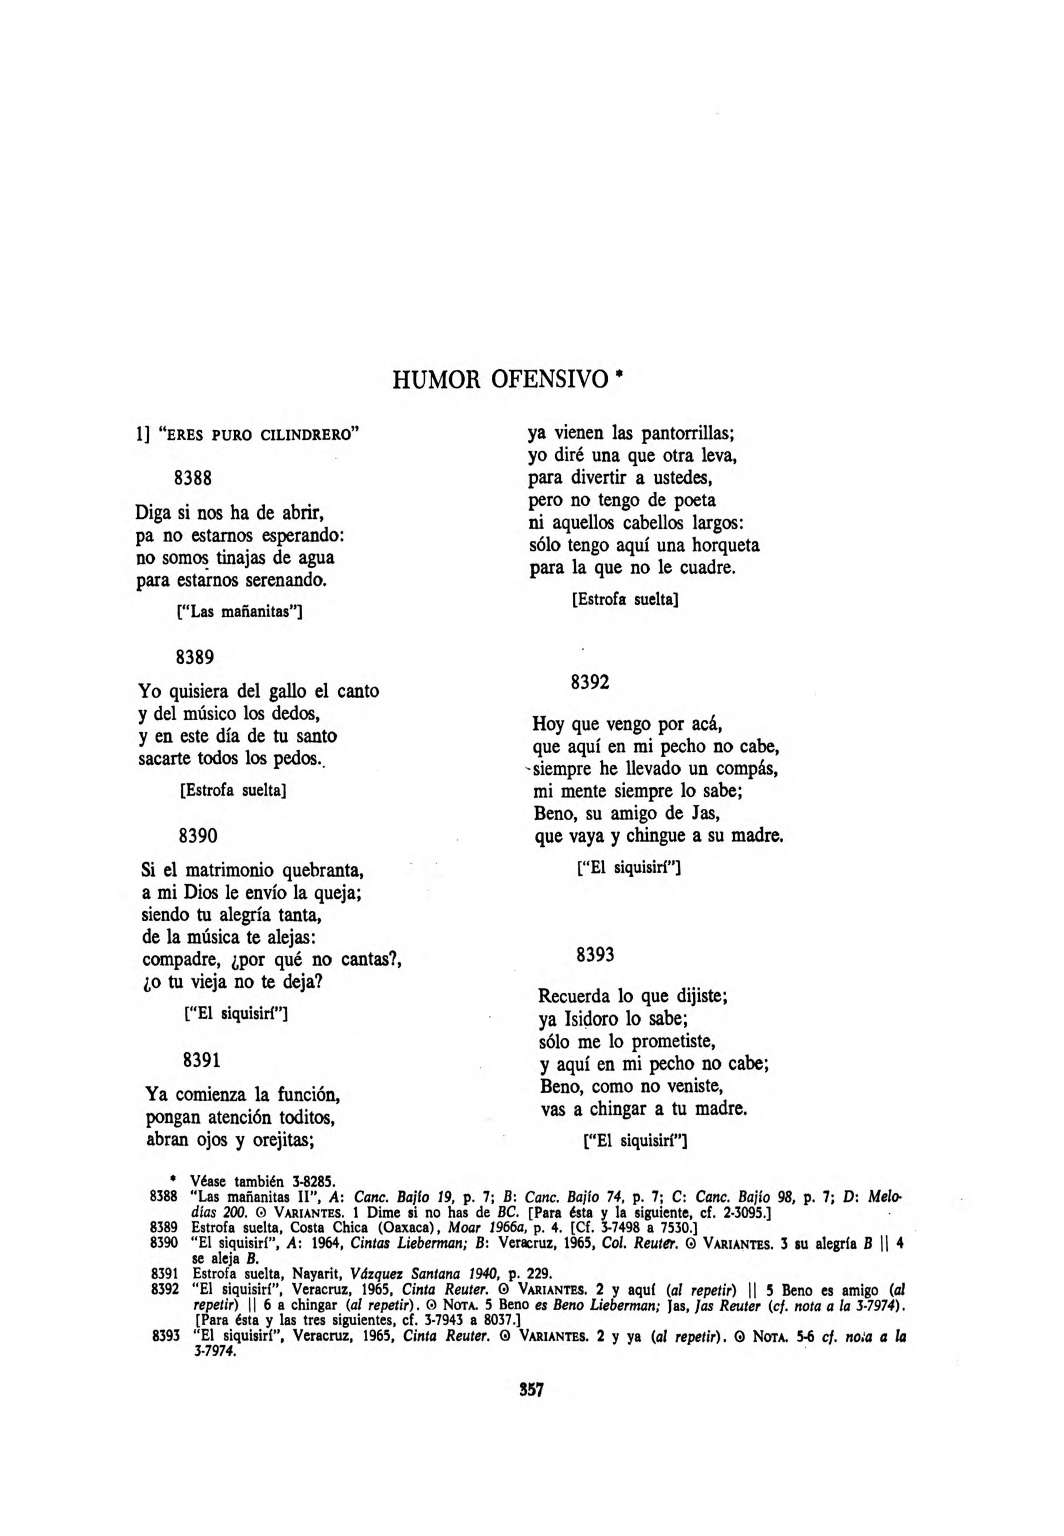 HUMOR OFENSIVO *
1] “ERES PURO CILINDRERO”
8388
Diga si nos ha de abrir,
pa no estarnos esperando:
no somos tinajas de agua
para estarnos serenando.
[“Las mañanitas”]
8389
Yo quisiera del gallo el canto
y del músico los dedos,
y en este día de tu santo
sacarte todos los pedos.
[Estrofa suelta]
8390
Si el matrimonio quebranta,
a mi Dios le envío la queja;
siendo tu alegría tanta,
de la música te alejas:
compadre, ¿por qué no cantas?,
¿o tu vieja no te deja?
[“El siquisirí”]
8391
Ya comienza la función,
pongan atención toditos,
abran ojos y orejitas;
ya vienen las pantorrillas;
yo diré una que otra leva,
para divertir a ustedes,
pero no tengo de poeta
ni aquellos cabellos largos:
sólo tengo aquí una horqueta
para la que no le cuadre.
[Estrofa suelta]
8392
Hoy que vengo por acá,
que aquí en mi pecho no cabe,
siempre he llevado un compás,
mi mente siempre lo sabe;
Beno, su amigo de Jas,
que vaya y chingue a su madre.
[“El siquisirí”]
8393
Recuerda lo que dijiste;
ya Isidoro lo sabe;
sólo me lo prometiste,
y aquí en mi pecho no cabe;
Beno, como no veniste,
vas a chingar a tu madre.
[“El siquisirí”]
* Véase también 3-8285.
8388 “Las mañanitas II”, A: Canc. Bajío 19, p. 7; B: Canc. Bajío 74, p. 7; C: Canc. Bajío 98, p. 7; D: Melo-
días 200. ⊙ VARIANTES. 1 Dime si no has de BC. [Para ésta y la siguiente, cf. 2-3095.]
8389 Estrofa suelta, Costa Chica (Oaxaca), Moar 1966a, p. 4. [Cf. 3-7498 a 7530.]
8390 “El siquisirí”, A: 1964, Cintas Lieberman; B: Veracruz, 1965, Col. Reuter. ⊙ VARIANTES. 3 su alegría B || 4
se aleja B.
8391 Estrofa suelta, Nayarit, Vázquez Santana 1940, p. 229.
8392 “El siquisirí”, Veracruz, 1965, Cinta Reuter. ⊙ VARIANTES. 2 y aquí (al repetir) || 5 Beno es amigo (al
repetir) || 6 a chingar (al repetir). ⊙ NOTA. 5 Beno es Beno Lieberman; Jas, Jas Reuter (cf. nota a la 3-7974).
[Para ésta y las tres siguientes, cf. 3-7943 a 8037.]
8393 “El siquisirí”, Veracruz, 1965, Cinta Reuter. ⊙ VARIANTES. 2 y ya (al repetir). ⊙ NOTA. 5-6 cf. nota a la
3-7974.
357